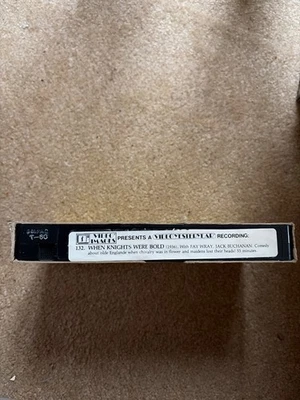 T-60
VIDEO IMAGES PRESENTS A VIDEO YESTERYEAR RECORDING:
132. WHEN KNIGHTS WERE BOLD (1936) With FAY WRAY, JACK BUCHANAN. Comedy
about olde Englande when chivalry was in flower and maidens lost their heads! 55 minutes